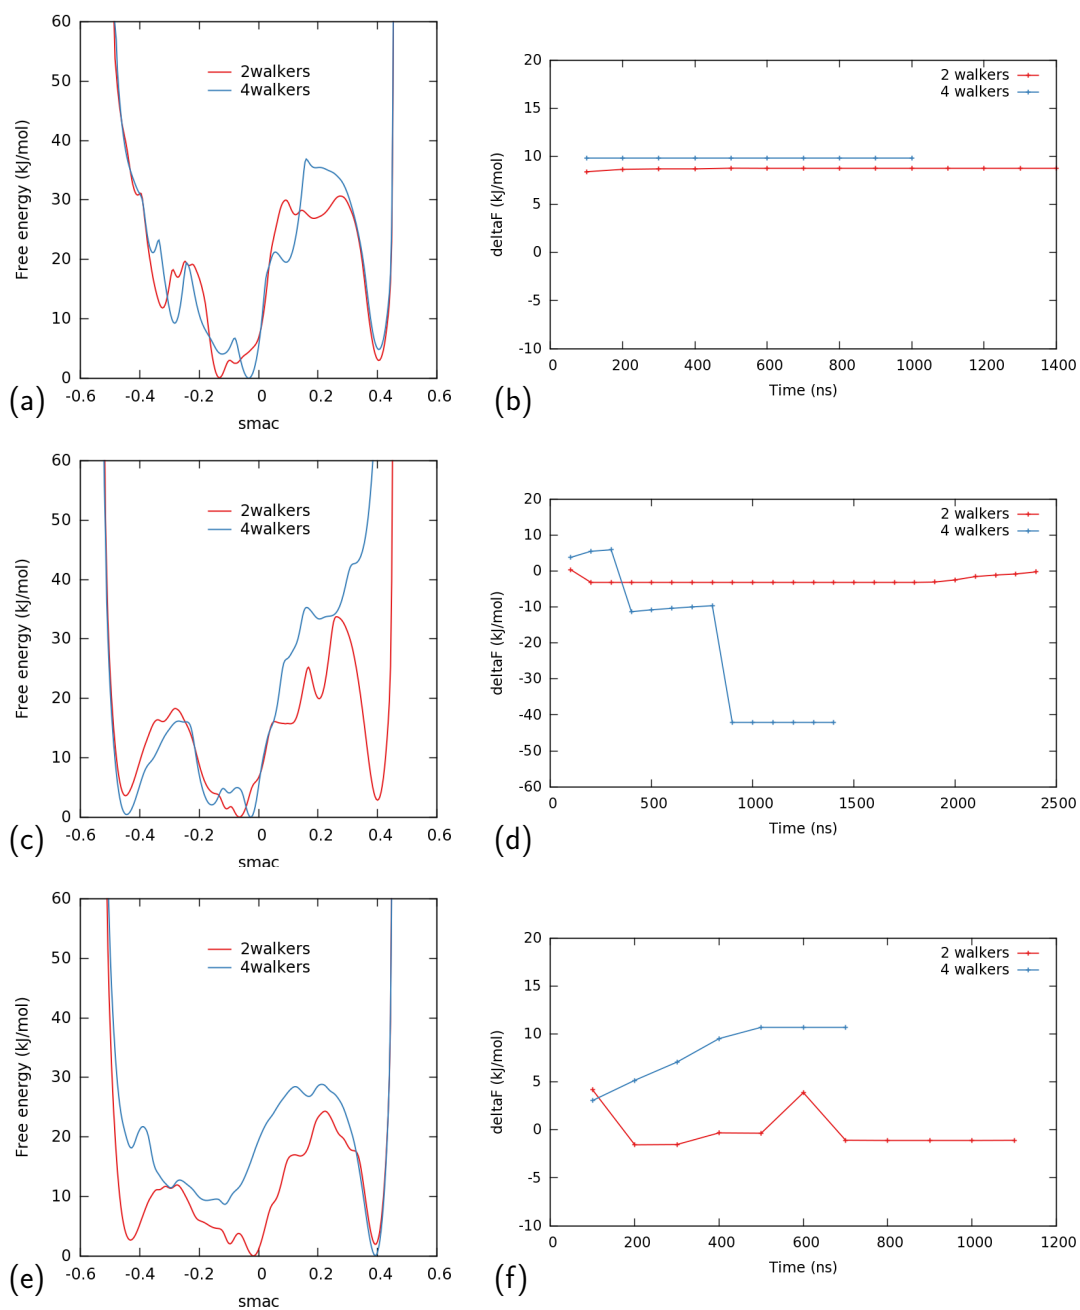 60
50
40
30
20
10
0
-0.6 -0.4 -0.2 0 0.2 0.4 0.6
Free energy (kJ/mol)
smac
2walkers
4walkers
(a)
20
15
10
5
0
-5
-10
0 200 400 600 800 1000 1200 1400
deltaF (kJ/mol)
Time (ns)
2 walkers
4 walkers
(b)
60
50
40
30
20
10
0
-0.6 -0.4 -0.2 0 0.2 0.4 0.6
Free energy (kJ/mol)
smac
2walkers
4walkers
(c)
20
10
0
-10
-20
-30
-40
-50
-60
0 500 1000 1500 2000 2500
deltaF (kJ/mol)
Time (ns)
2 walkers
4 walkers
(d)
60
50
40
30
20
10
0
-0.6 -0.4 -0.2 0 0.2 0.4 0.6
Free energy (kJ/mol)
smac
2walkers
4walkers
(e)
20
15
10
5
0
-5
-10
0 200 400 600 800 1000 1200
deltaF (kJ/mol)
Time (ns)
2 walkers
4 walkers
(f)